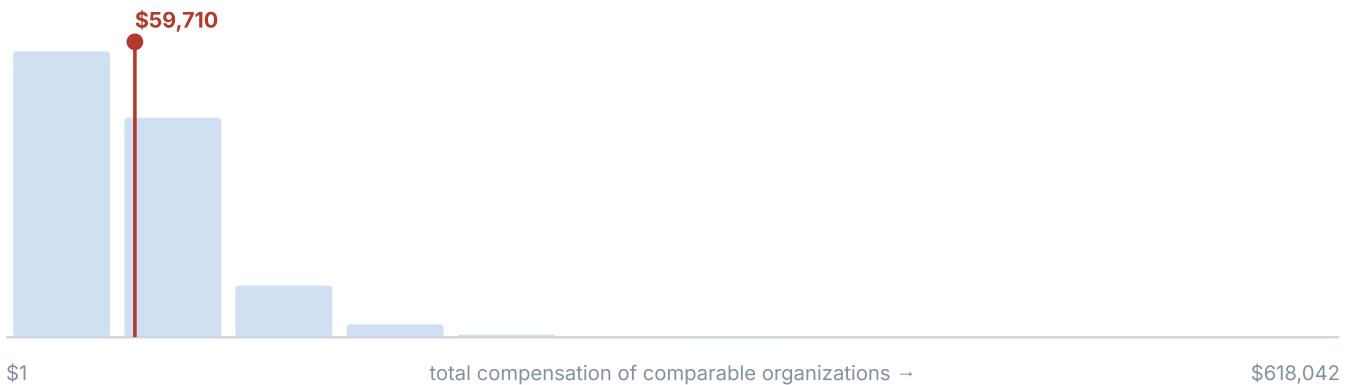 $59,710
$1 total compensation of comparable organizations → $618,042